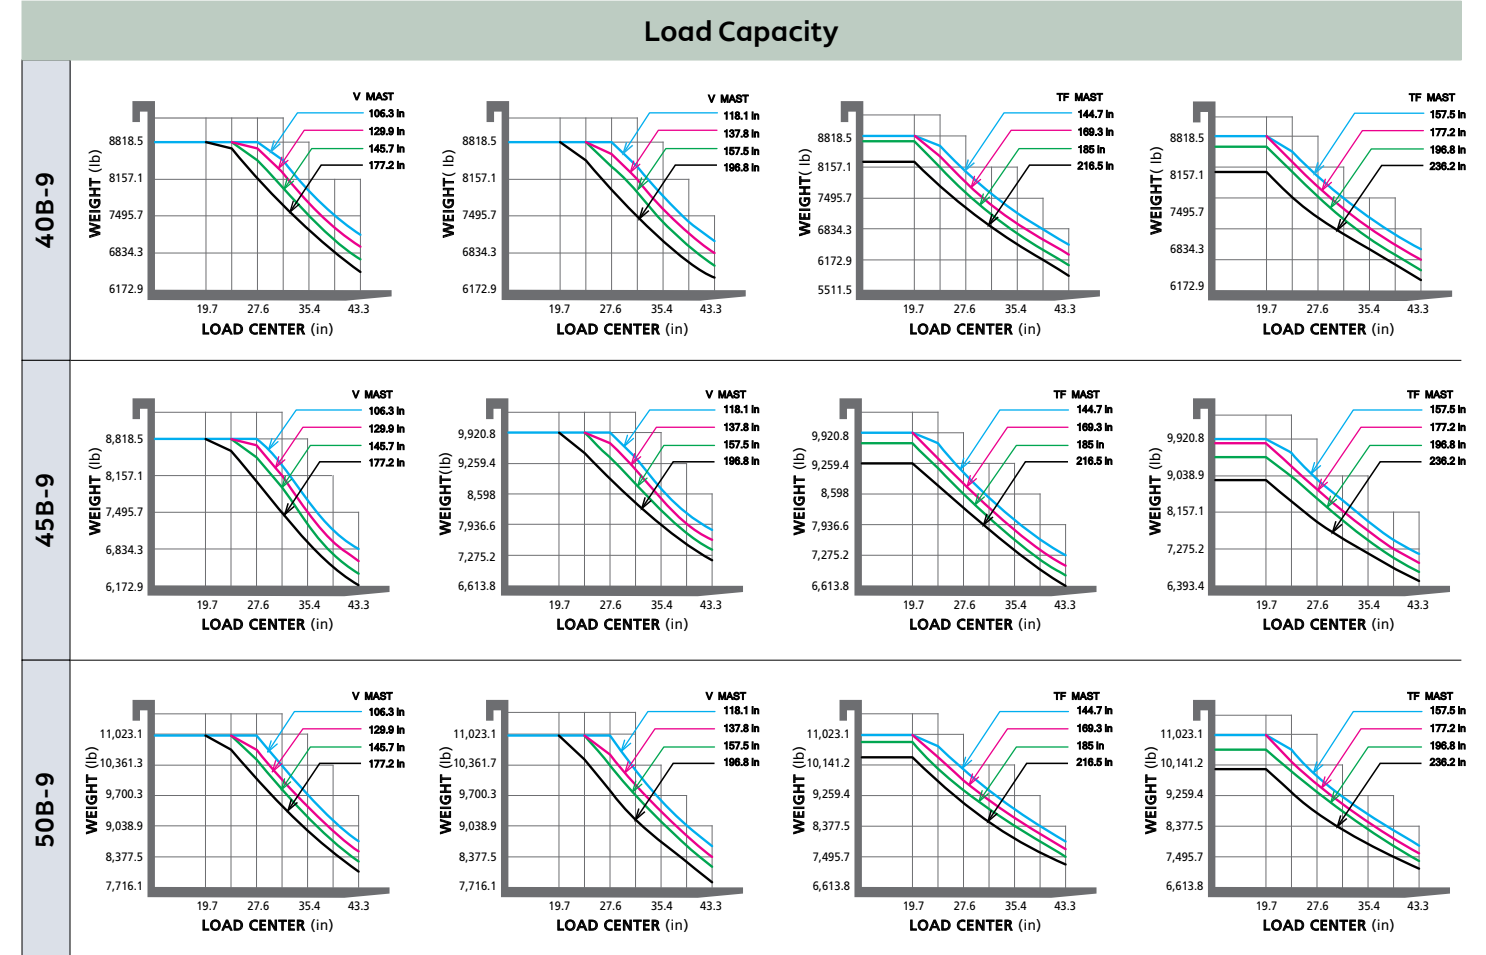 Load Capacity
40B-9
V MAST
106.3 in
129.9 in
145.7 in
177.2 in
WEIGHT (lb)
8818.5
8157.1
7495.7
6834.3
6172.9
19.7 27.6 35.4 43.3
LOAD CENTER (in)
V MAST
118.1 in
137.8 in
157.5 in
196.8 in
WEIGHT( lb)
8818.5
8157.1
7495.7
6834.3
6172.9
19.7 27.6 35.4 43.3
LOAD CENTER (in)
TF MAST
144.7 in
169.3 in
185 in
216.5 in
WEIGHT( lb)
8818.5
8157.1
7495.7
6834.3
6172.9
5511.5
19.7 27.6 35.4 43.3
LOAD CENTER (in)
TF MAST
157.5 in
177.2 in
196.8 in
236.2 in
WEIGHT( lb)
8818.5
8157.1
7495.7
6834.3
6172.9
19.7 27.6 35.4 43.3
LOAD CENTER (in)
45B-9
V MAST
106.3 in
129.9 in
145.7 in
177.2 in
WEIGHT (lb)
8,818.5
8,157.1
7,495.7
6,834.3
6,172.9
19.7 27.6 35.4 43.3
LOAD CENTER (in)
V MAST
118.1 in
137.8 in
157.5 in
196.8 in
WEIGHT(lb)
9,920.8
9,259.4
8,598
7,936.6
7,275.2
6,613.8
19.7 27.6 35.4 43.3
LOAD CENTER (in)
TF MAST
144.7 in
169.3 in
185 in
216.5 in
WEIGHT (lb)
9,920.8
9,259.4
8,598
7,936.6
7,275.2
6,613.8
19.7 27.6 35.4 43.3
LOAD CENTER (in)
TF MAST
157.5 in
177.2 in
196.8 in
236.2 in
WEIGHT (lb)
9,920.8
9,038.9
8,157.1
7,275.2
6,393.4
19.7 27.6 35.4 43.3
LOAD CENTER (in)
50B-9
V MAST
106.3 in
129.9 in
145.7 in
177.2 in
WEIGHT (lb)
11,023.1
10,361.3
9,700.3
9,038.9
8,377.5
7,716.1
19.7 27.6 35.4 43.3
LOAD CENTER (in)
V MAST
118.1 in
137.8 in
157.5 in
196.8 in
WEIGHT (lb)
11,023.1
10,361.7
9,700.3
9,038.9
8,377.5
7,716.1
19.7 27.6 35.4 43.3
LOAD CENTER (in)
TF MAST
144.7 in
169.3 in
185 in
216.5 in
WEIGHT (lb)
11,023.1
10,141.2
9,259.4
8,377.5
7,495.7
6,613.8
19.7 27.6 35.4 43.3
LOAD CENTER (in)
TF MAST
157.5 in
177.2 in
196.8 in
236.2 in
WEIGHT (lb)
11,023.1
10,141.2
9,259.4
8,377.5
7,495.7
6,613.8
19.7 27.6 35.4 43.3
LOAD CENTER (in)